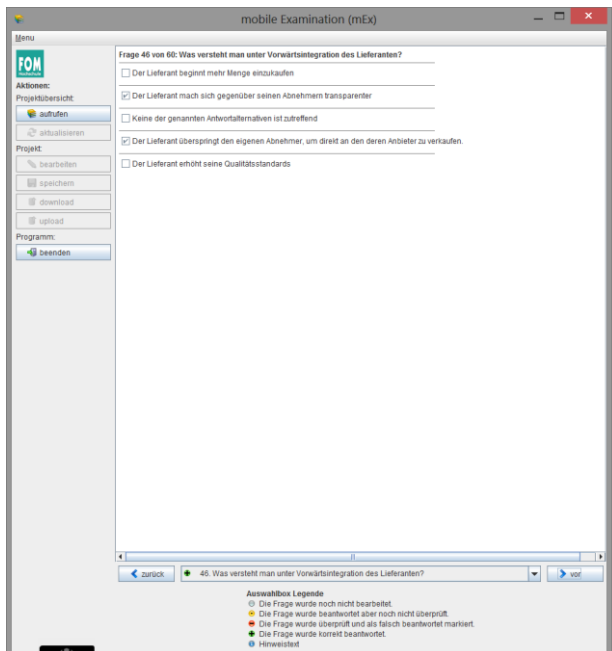 mobile Examination (mEx)
Menu
FOM
Hochschule
Aktionen:
Projektübersicht:
aufrufen
aktualisieren
Projekt:
bearbeiten
speichern
download
upload
Programm:
beenden
Frage 46 von 60: Was versteht man unter Vorwärtsintegration des Lieferanten?
Der Lieferant beginnt mehr Menge einzukaufen
Der Lieferant mach sich gegenüber seinen Abnehmern transparenter
Keine der genannten Antwortalternativen ist zutreffend
Der Lieferant überspringt den eigenen Abnehmer, um direkt an den deren Anbieter zu verkaufen.
Der Lieferant erhöht seine Qualitätsstandards
zurück
46. Was versteht man unter Vorwärtsintegration des Lieferanten?
vor
Auswahlbox Legende
Die Frage wurde noch nicht bearbeitet.
Die Frage wurde beantwortet aber noch nicht überprüft.
Die Frage wurde überprüft und als falsch beantwortet markiert.
Die Frage wurde korrekt beantwortet.
Hinweistext